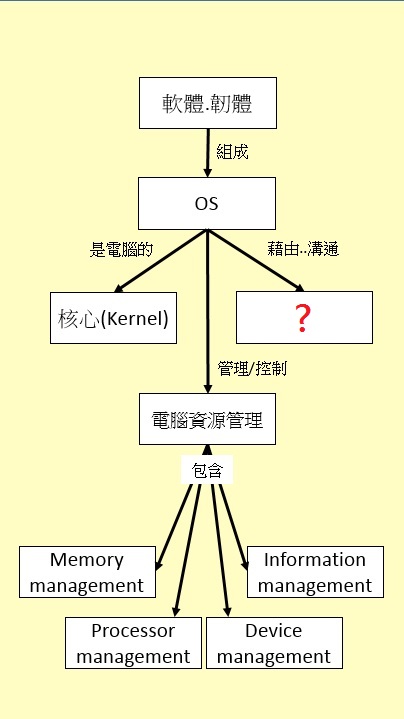 軟體.韌體
組成
OS
是電腦的
藉由..溝通
核心(Kernel)
?
管理/控制
電腦資源管理
包含
Memory
management
Information
management
Processor
management
Device
management